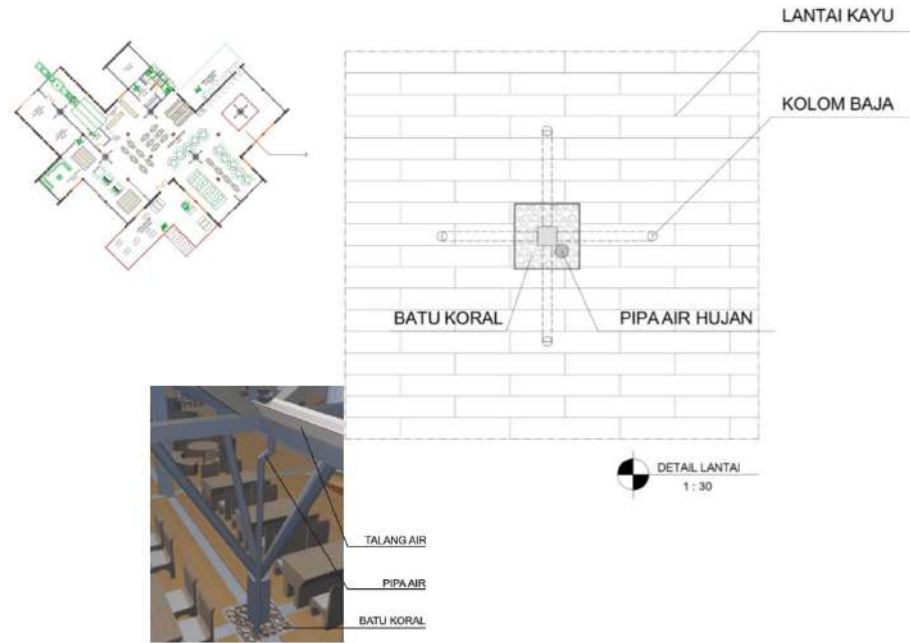 LANTAI KAYU
KOLOM BAJA
BATU KORAL
PIPA AIR HUJAN
DETAIL LANTAI
1 : 30
TALANG AIR
PIPA AIR
BATU KORAL